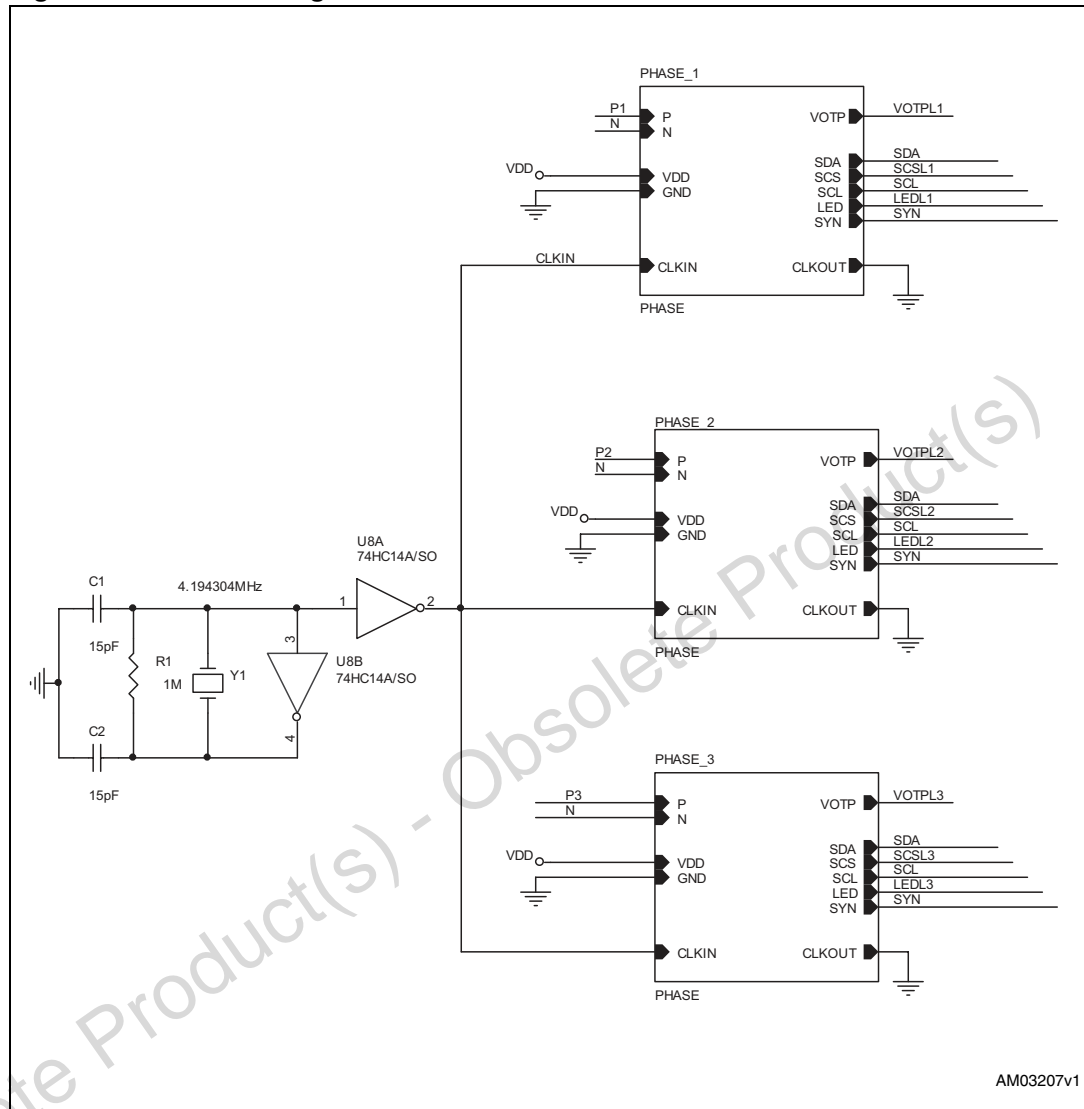 PHASE_1
P1
N
P
N
VOTP
VOTPL1
VDD
VDD
GND
SDA
SCS
SCL
LED
SYN
SDA
SCSL1
SCL
LEDL1
SYN
CLKIN
CLKIN
CLKOUT
PHASE
PHASE_2
P2
N
P
N
VOTP
VOTPL2
VDD
VDD
GND
SDA
SCS
SCL
LED
SYN
SDA
SCSL2
SCL
LEDL2
SYN
CLKIN
CLKOUT
PHASE
U8A
74HC14A/SO
1
2
C1
15pF
4.194304MHz
R1
1M
Y1
3
U8B
74HC14A/SO
4
C2
15pF
PHASE_3
P3
N
P
N
VOTP
VOTPL3
VDD
VDD
GND
SDA
SCS
SCL
LED
SYN
SDA
SCSL3
SCL
LEDL3
SYN
CLKIN
CLKOUT
PHASE
Product(s) - Obsolete Product(s)
AM03207v1